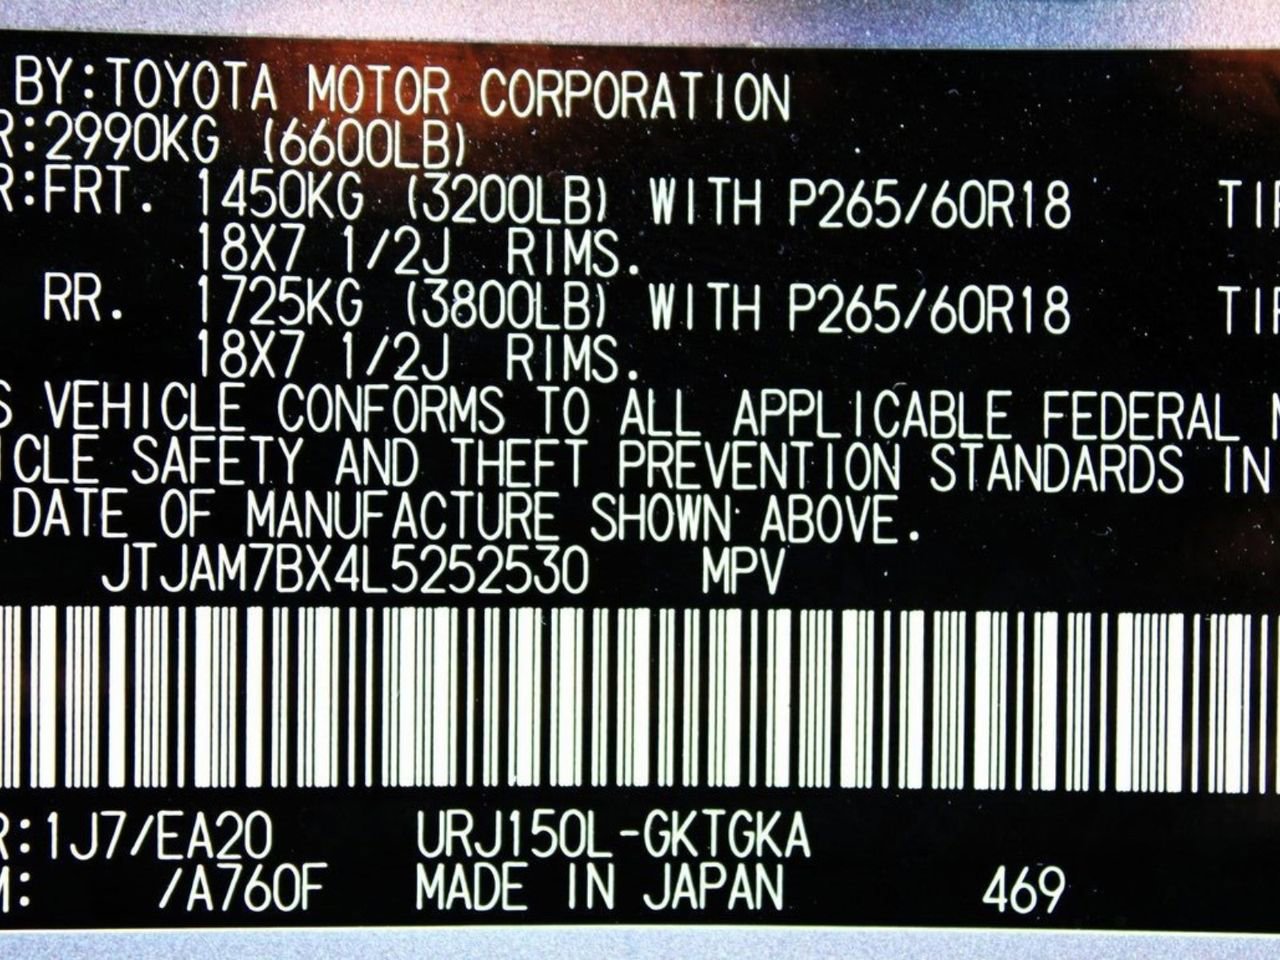 BY:TOYOTA MOTOR CORPORATION
R:2990KG (6600LB)
R:FRT. 1450KG (3200LB) WITH P265/60R18 TI
18X7 1/2J RIMS.
RR. 1725KG (3800LB) WITH P265/60R18 TI
18X7 1/2J RIMS.
S VEHICLE CONFORMS TO ALL APPLICABLE FEDERAL M
ICLE SAFETY AND THEFT PREVENTION STANDARDS IN
DATE OF MANUFACTURE SHOWN ABOVE.
JTJAM7BX4L5252530 MPV
R:1J7/EA20 URJ150L-GKTGKA
M: /A760F MADE IN JAPAN 469